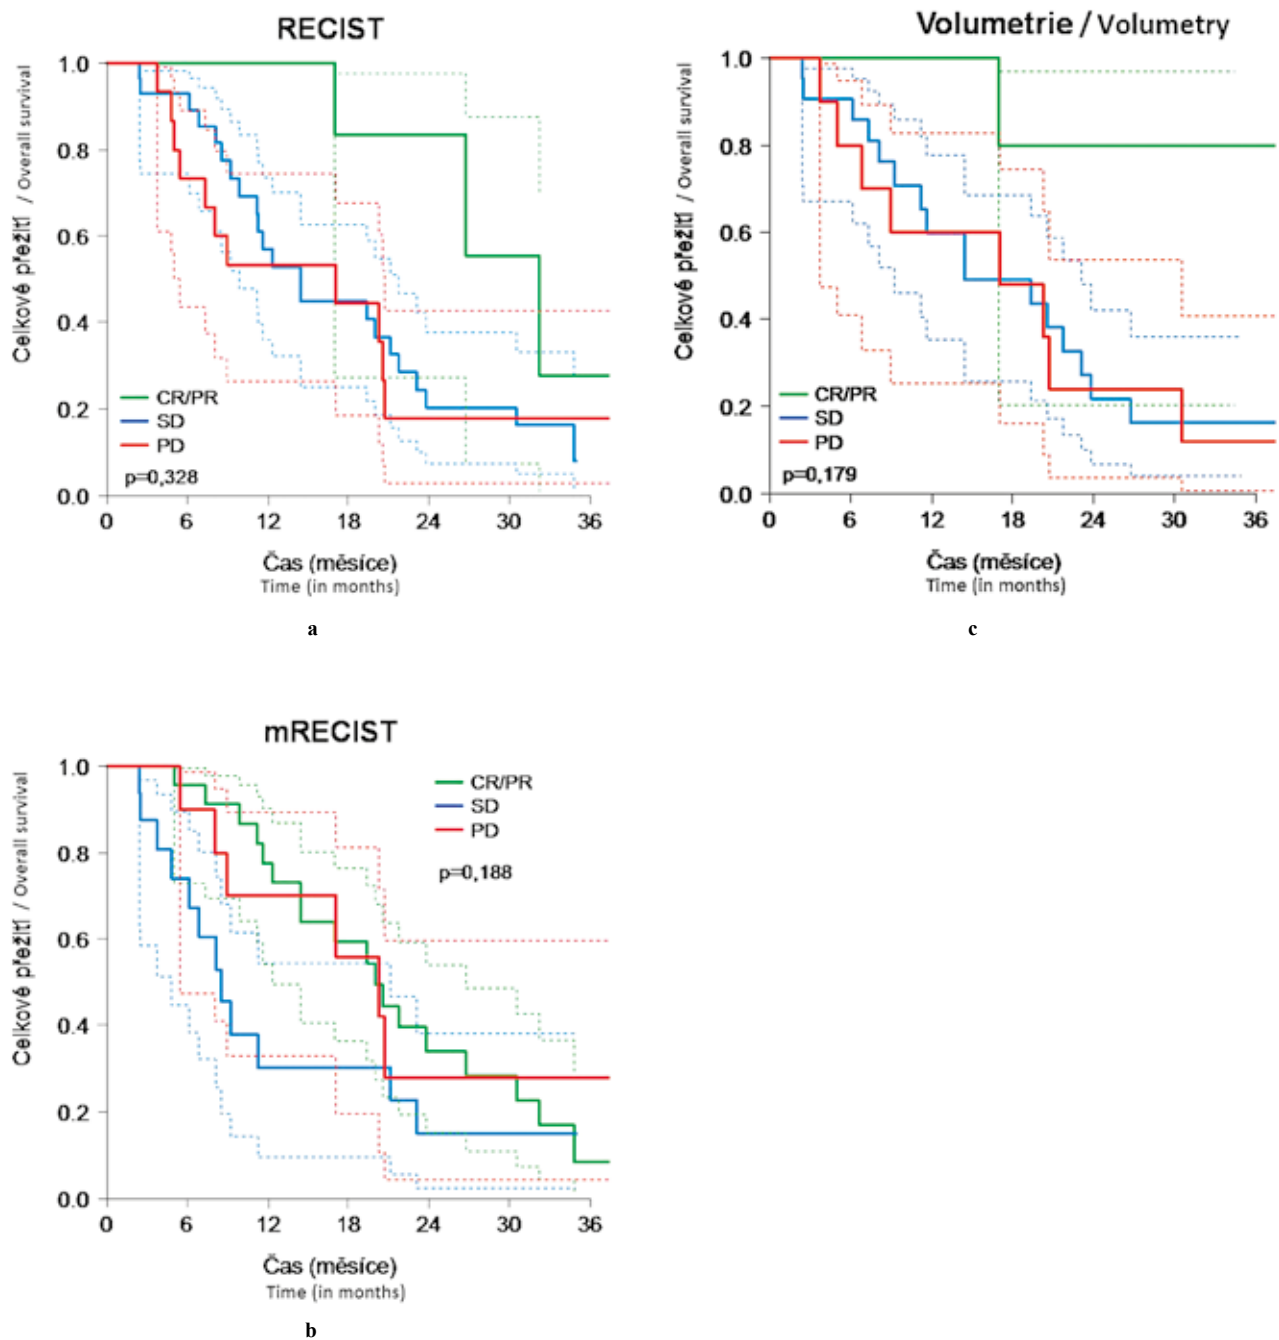 RECIST
Celkové přežití / Overall survival
1.0
0.8
0.6
0.4
0.2
0.0
CR/PR
SD
PD
p=0,328
0 6 12 18 24 30 36
Čas (měsíce)
Time (in months)
a
Volumetrie / Volumetry
Celkové přežití / Overall survival
1.0
0.8
0.6
0.4
0.2
0.0
CR/PR
SD
PD
p=0,179
0 6 12 18 24 30 36
Čas (měsíce)
Time (in months)
c
mRECIST
Celkové přežití / Overall survival
1.0
0.8
0.6
0.4
0.2
0.0
CR/PR
SD
PD
p=0,188
0 6 12 18 24 30 36
Čas (měsíce)
Time (in months)
b